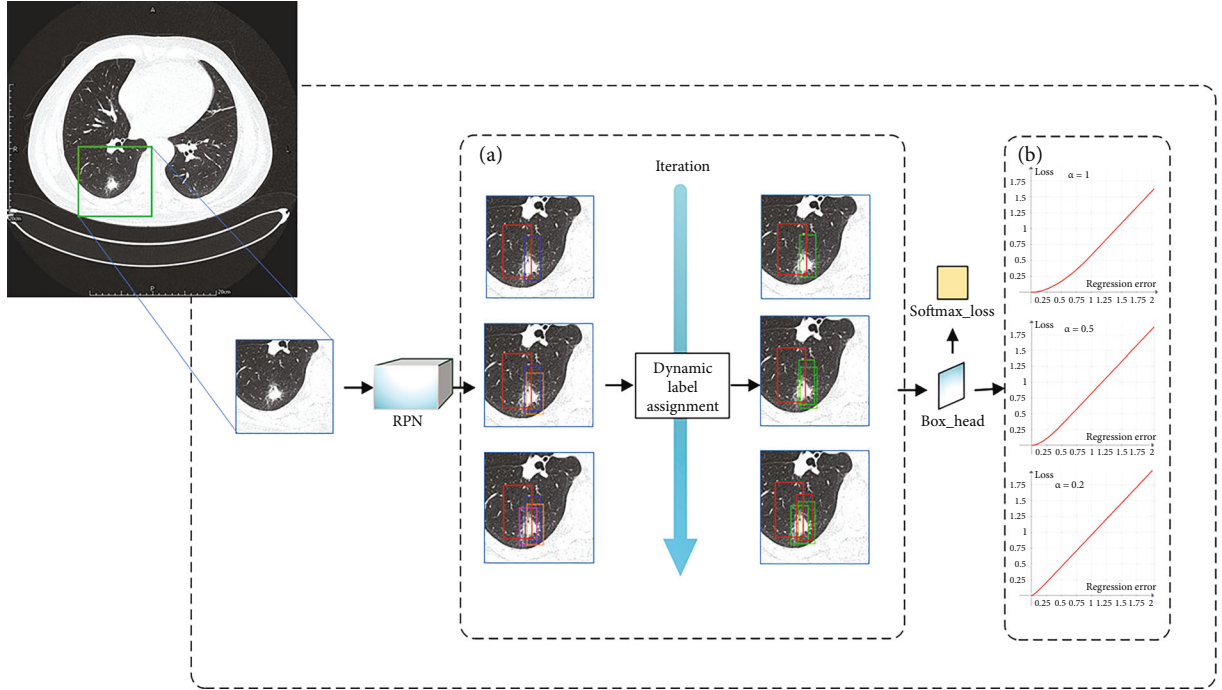 A
R
20cm
P
20cm
(a)
Iteration
RPN
Dynamic
label
assignment
Softmax_loss
Box_head
(b)
Loss
α = 1
1.75
1.5
1.25
1
0.75
0.5
0.25
Regression error
0.25 0.5 0.75 1 1.25 1.5 1.75 2
Loss
α = 0.5
1.75
1.5
1.25
1
0.75
0.5
0.25
Regression error
0.25 0.5 0.75 1 1.25 1.5 1.75 2
Loss
α = 0.2
1.75
1.5
1.25
1
0.75
0.5
0.25
Regression error
0.25 0.5 0.75 1 1.25 1.5 1.75 2